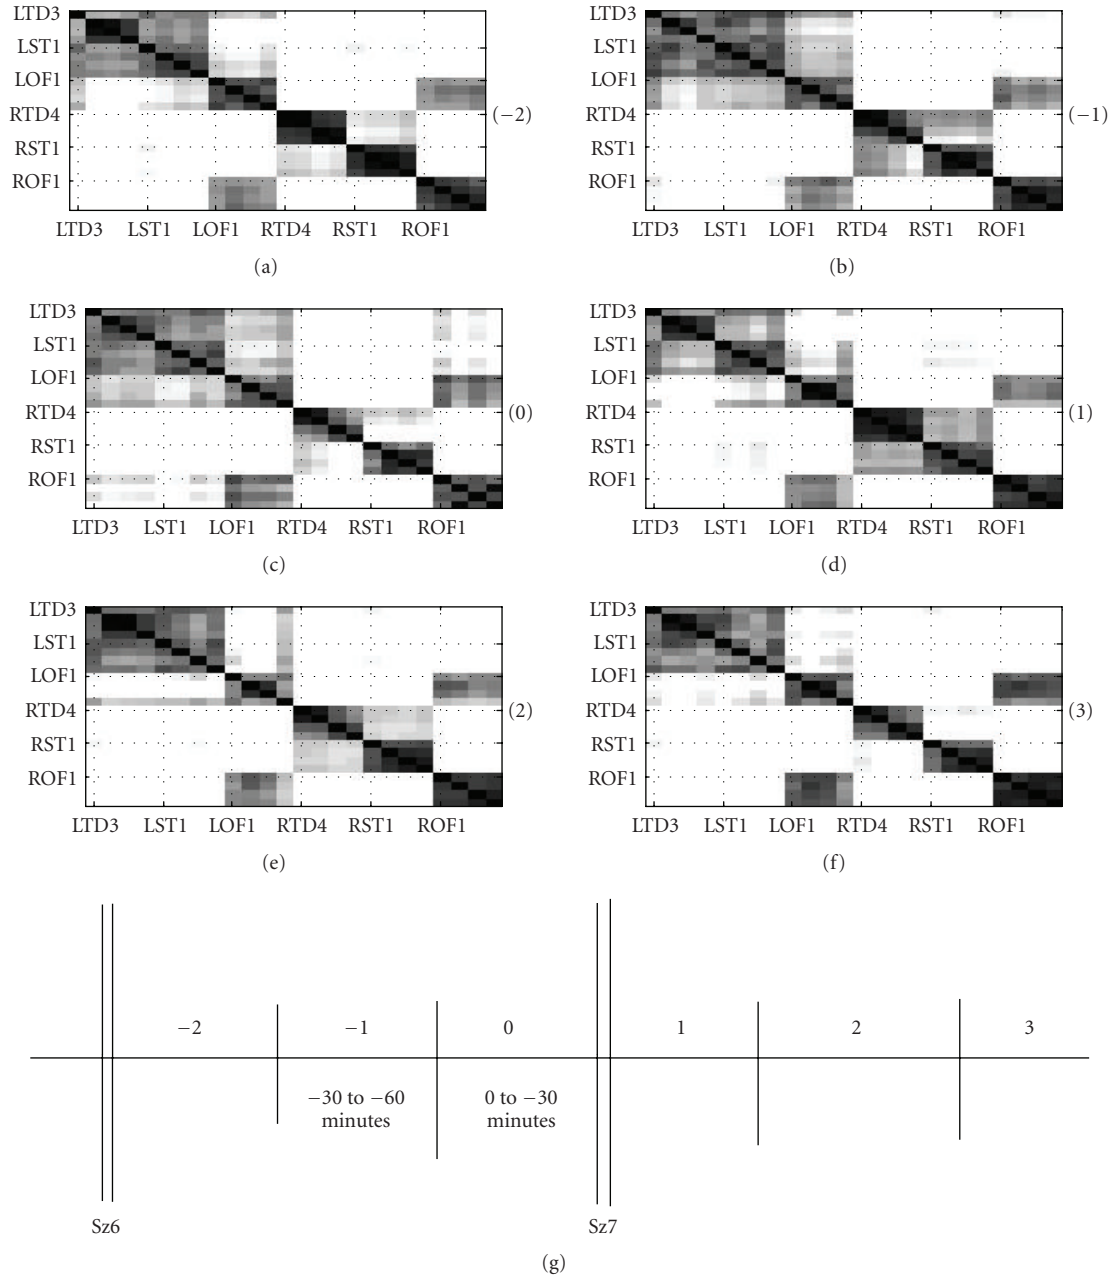 LTD3
LST1
LOF1
RTD4
RST1
ROF1
(−2)
LTD3 LST1 LOF1 RTD4 RST1 ROF1
(a)
LTD3
LST1
LOF1
RTD4
RST1
ROF1
(−1)
LTD3 LST1 LOF1 RTD4 RST1 ROF1
(b)
LTD3
LST1
LOF1
RTD4
RST1
ROF1
(0)
LTD3 LST1 LOF1 RTD4 RST1 ROF1
(c)
LTD3
LST1
LOF1
RTD4
RST1
ROF1
(1)
LTD3 LST1 LOF1 RTD4 RST1 ROF1
(d)
LTD3
LST1
LOF1
RTD4
RST1
ROF1
(2)
LTD3 LST1 LOF1 RTD4 RST1 ROF1
(e)
LTD3
LST1
LOF1
RTD4
RST1
ROF1
(3)
LTD3 LST1 LOF1 RTD4 RST1 ROF1
(f)
−2 −1 0 1 2 3
−30 to −60
minutes
0 to −30
minutes
Sz6 Sz7
(g)